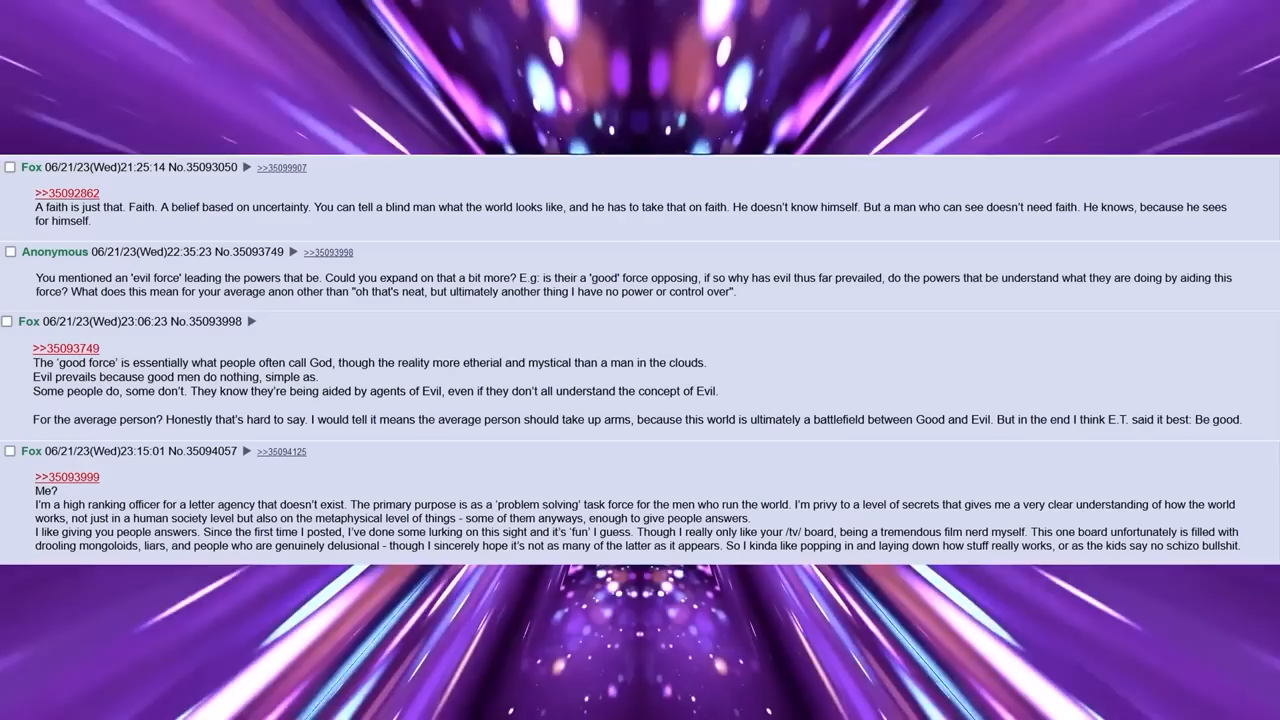 Fox 06/21/23(Wed)21:25:14 No.35093050 ▶ >>35099907
>>35092862
A faith is just that. Faith. A belief based on uncertainty. You can tell a blind man what the world looks like, and he has to take that on faith. He doesn't know himself. But a man who can see doesn't need faith. He knows, because he sees
for himself.
Anonymous 06/21/23(Wed)22:35:23 No.35093749 ▶ >>35093998
You mentioned an 'evil force' leading the powers that be. Could you expand on that a bit more? E.g: is their a 'good' force opposing, if so why has evil thus far prevailed, do the powers that be understand what they are doing by aiding this
force? What does this mean for your average anon other than "oh that's neat, but ultimately another thing I have no power or control over".
Fox 06/21/23(Wed)23:06:23 No.35093998 ▶
>>35093749
The 'good force' is essentially what people often call God, though the reality more etherial and mystical than a man in the clouds.
Evil prevails because good men do nothing, simple as.
Some people do, some don't. They know they're being aided by agents of Evil, even if they don't all understand the concept of Evil.
For the average person? Honestly that's hard to say. I would tell it means the average person should take up arms, because this world is ultimately a battlefield between Good and Evil. But in the end I think E.T. said it best: Be good.
Fox 06/21/23(Wed)23:15:01 No.35094057 ▶ >>35094125
>>35093999
Me?
I'm a high ranking officer for a letter agency that doesn't exist. The primary purpose is as a 'problem solving' task force for the men who run the world. I'm privy to a level of secrets that gives me a very clear understanding of how the world
works, not just in a human society level but also on the metaphysical level of things - some of them anyways, enough to give people answers.
I like giving you people answers. Since the first time I posted, I've done some lurking on this sight and it's 'fun' I guess. Though I really only like your /tv/ board, being a tremendous film nerd myself. This one board unfortunately is filled with
drooling mongoloids, liars, and people who are genuinely delusional - though I sincerely hope it's not as many of the latter as it appears. So I kinda like popping in and laying down how stuff really works, or as the kids say no schizo bullshit.